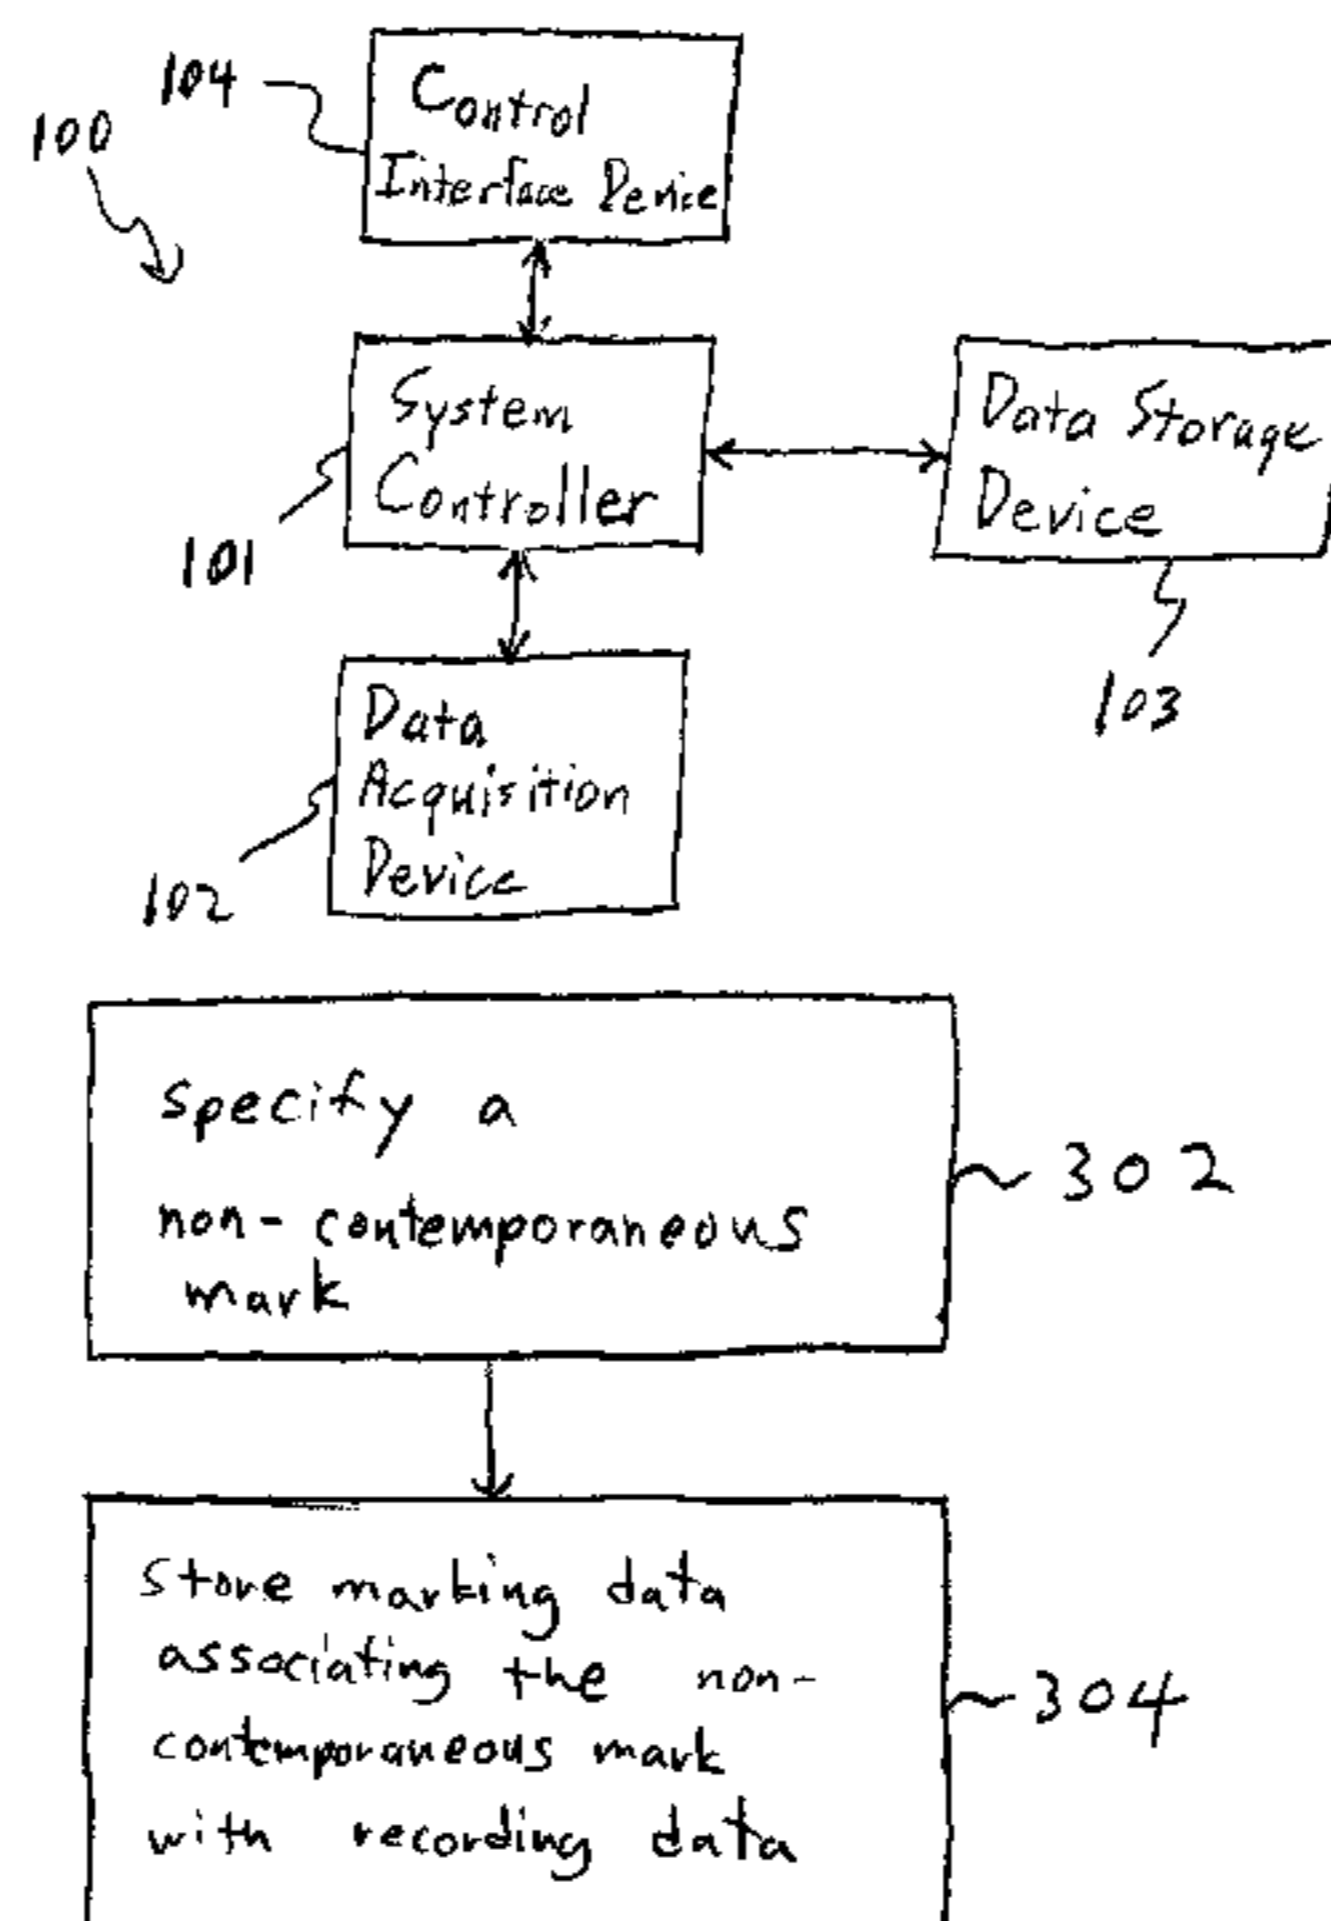 104
Control
Interface Device
100
System
Controller
101
Data Storage
Device
103
Data
Acquisition
Device
102
specify a
non-contemporaneous
mark
302
store marking data
associating the non-
contemporaneous mark
with recording data
304